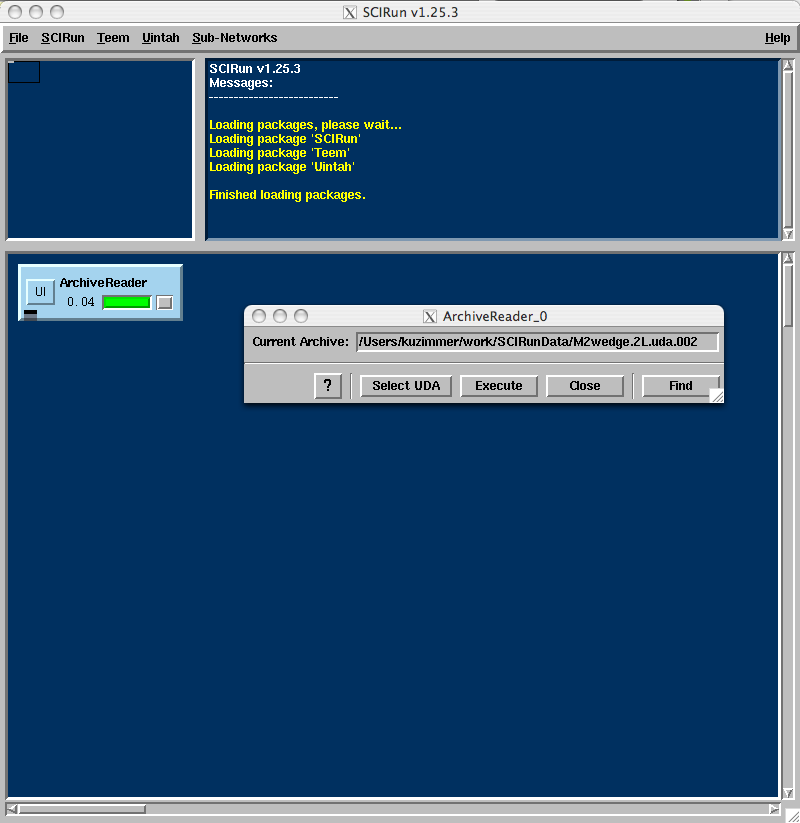 SCIRun v1.25.3
File SCIRun Teem Uintah Sub-Networks Help
SCIRun v1.25.3
Messages:
--------------------------
Loading packages, please wait...
Loading package 'SCIRun'
Loading package 'Teem'
Loading package 'Uintah'
Finished loading packages.
ArchiveReader
UI
0.04
ArchiveReader_0
Current Archive: /Users/kuzimmer/work/SCIRunData/M2wedge.2L.uda.002
? Select UDA Execute Close Find